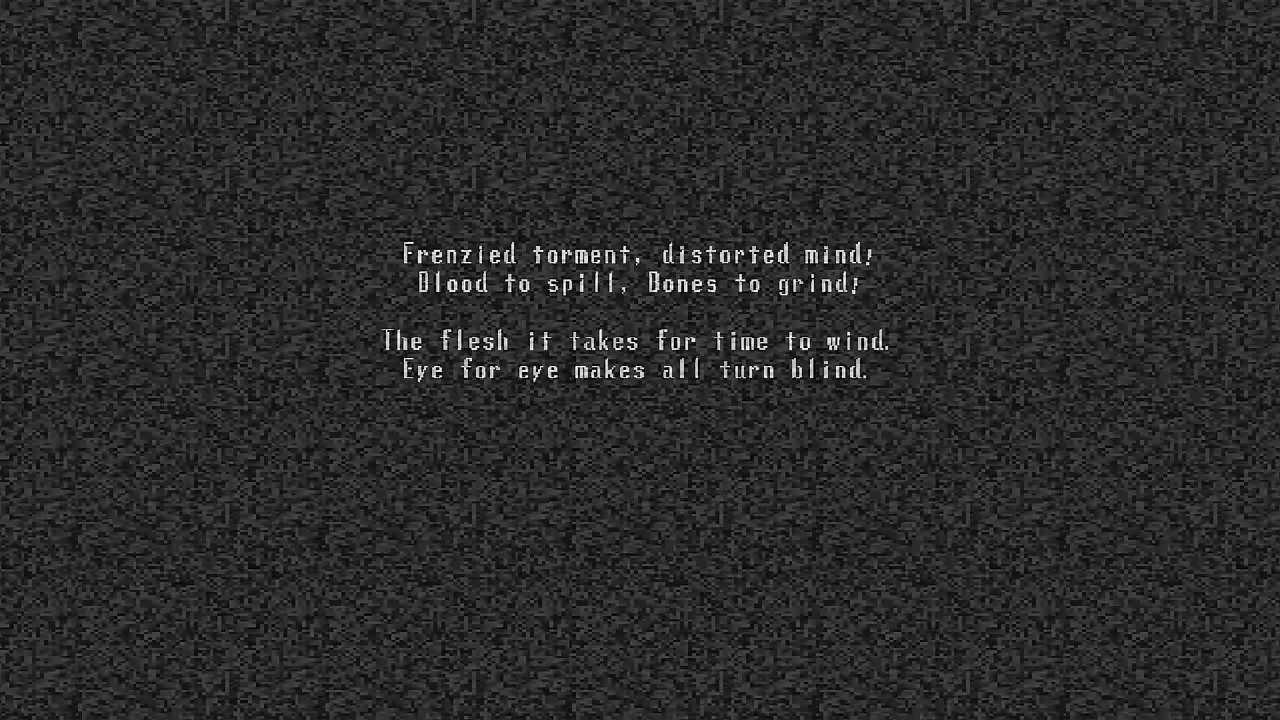 Frenzied torment, distorted mind!
Blood to spill, Bones to grind!
The flesh it takes for time to wind.
Eye for eye makes all turn blind.